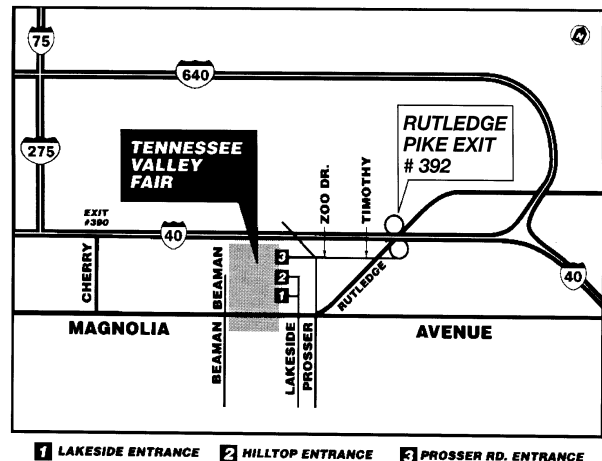 75
N
640
275
TENNESSEE
VALLEY
FAIR
RUTLEDGE
PIKE EXIT
# 392
ZOO DR.
TIMOTHY
EXIT
#390
40
CHERRY
BEAMAN
3
2
1
RUTLEDGE
40
MAGNOLIA
AVENUE
BEAMAN
LAKESIDE
PROSSER
1 LAKESIDE ENTRANCE 2 HILLTOP ENTRANCE 3 PROSSER RD. ENTRANCE